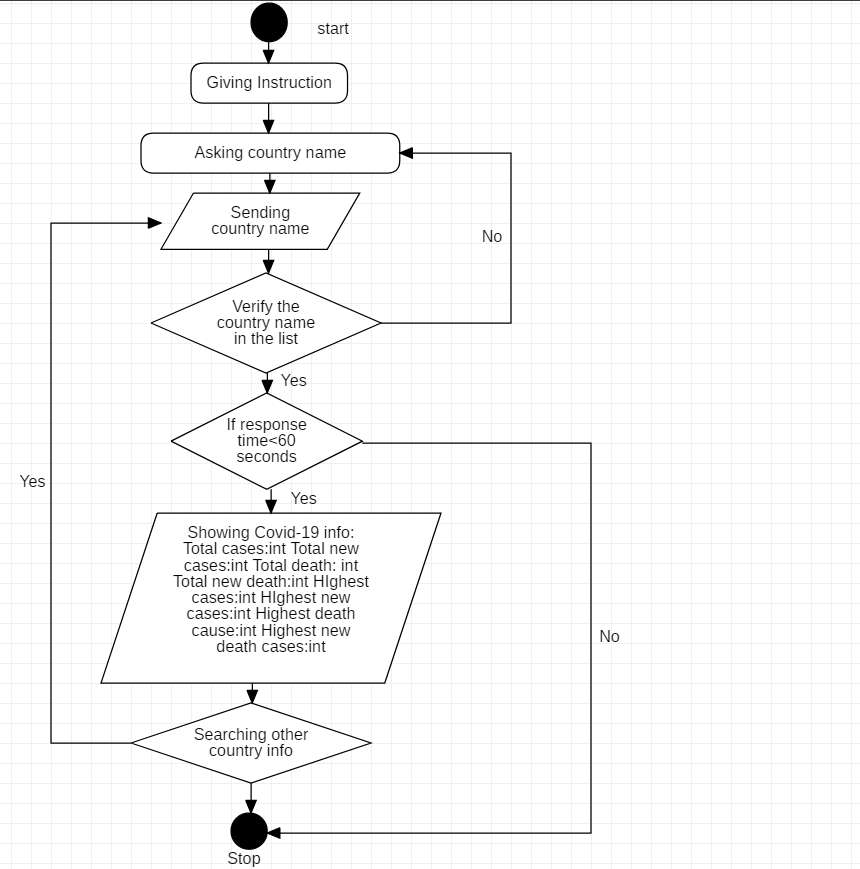 start
Giving Instruction
Asking country name
Sending
country name
No
Verify the
country name
in the list
Yes
If response
time<60
seconds
Yes
Yes
Showing Covid-19 info:
Total cases:int Total new
cases:int Total death: int
Total new death:int HIghest
cases:int HIghest new
cases:int Highest death
cause:int Highest new
death cases:int
No
Searching other
country info
Stop